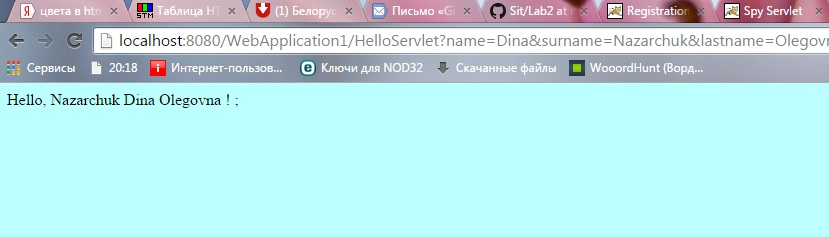 цвета в htm Таблица HT (1) Белорус Письмо «Gi Sit/Lab2 at Registration Spy Servlet
localhost:8080/WebApplication1/HelloServlet?name=Dina&surname=Nazarchuk&lastname=Olegovn
Сервисы 20:18 Интернет-пользов... Ключи для NOD32 Скачанные файлы WooordHunt (Ворд...
Hello, Nazarchuk Dina Olegovna ! ;